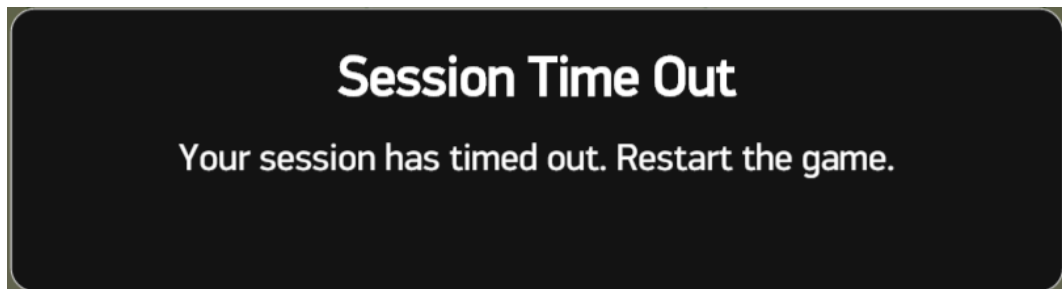 Session Time Out
Your session has timed out. Restart the game.